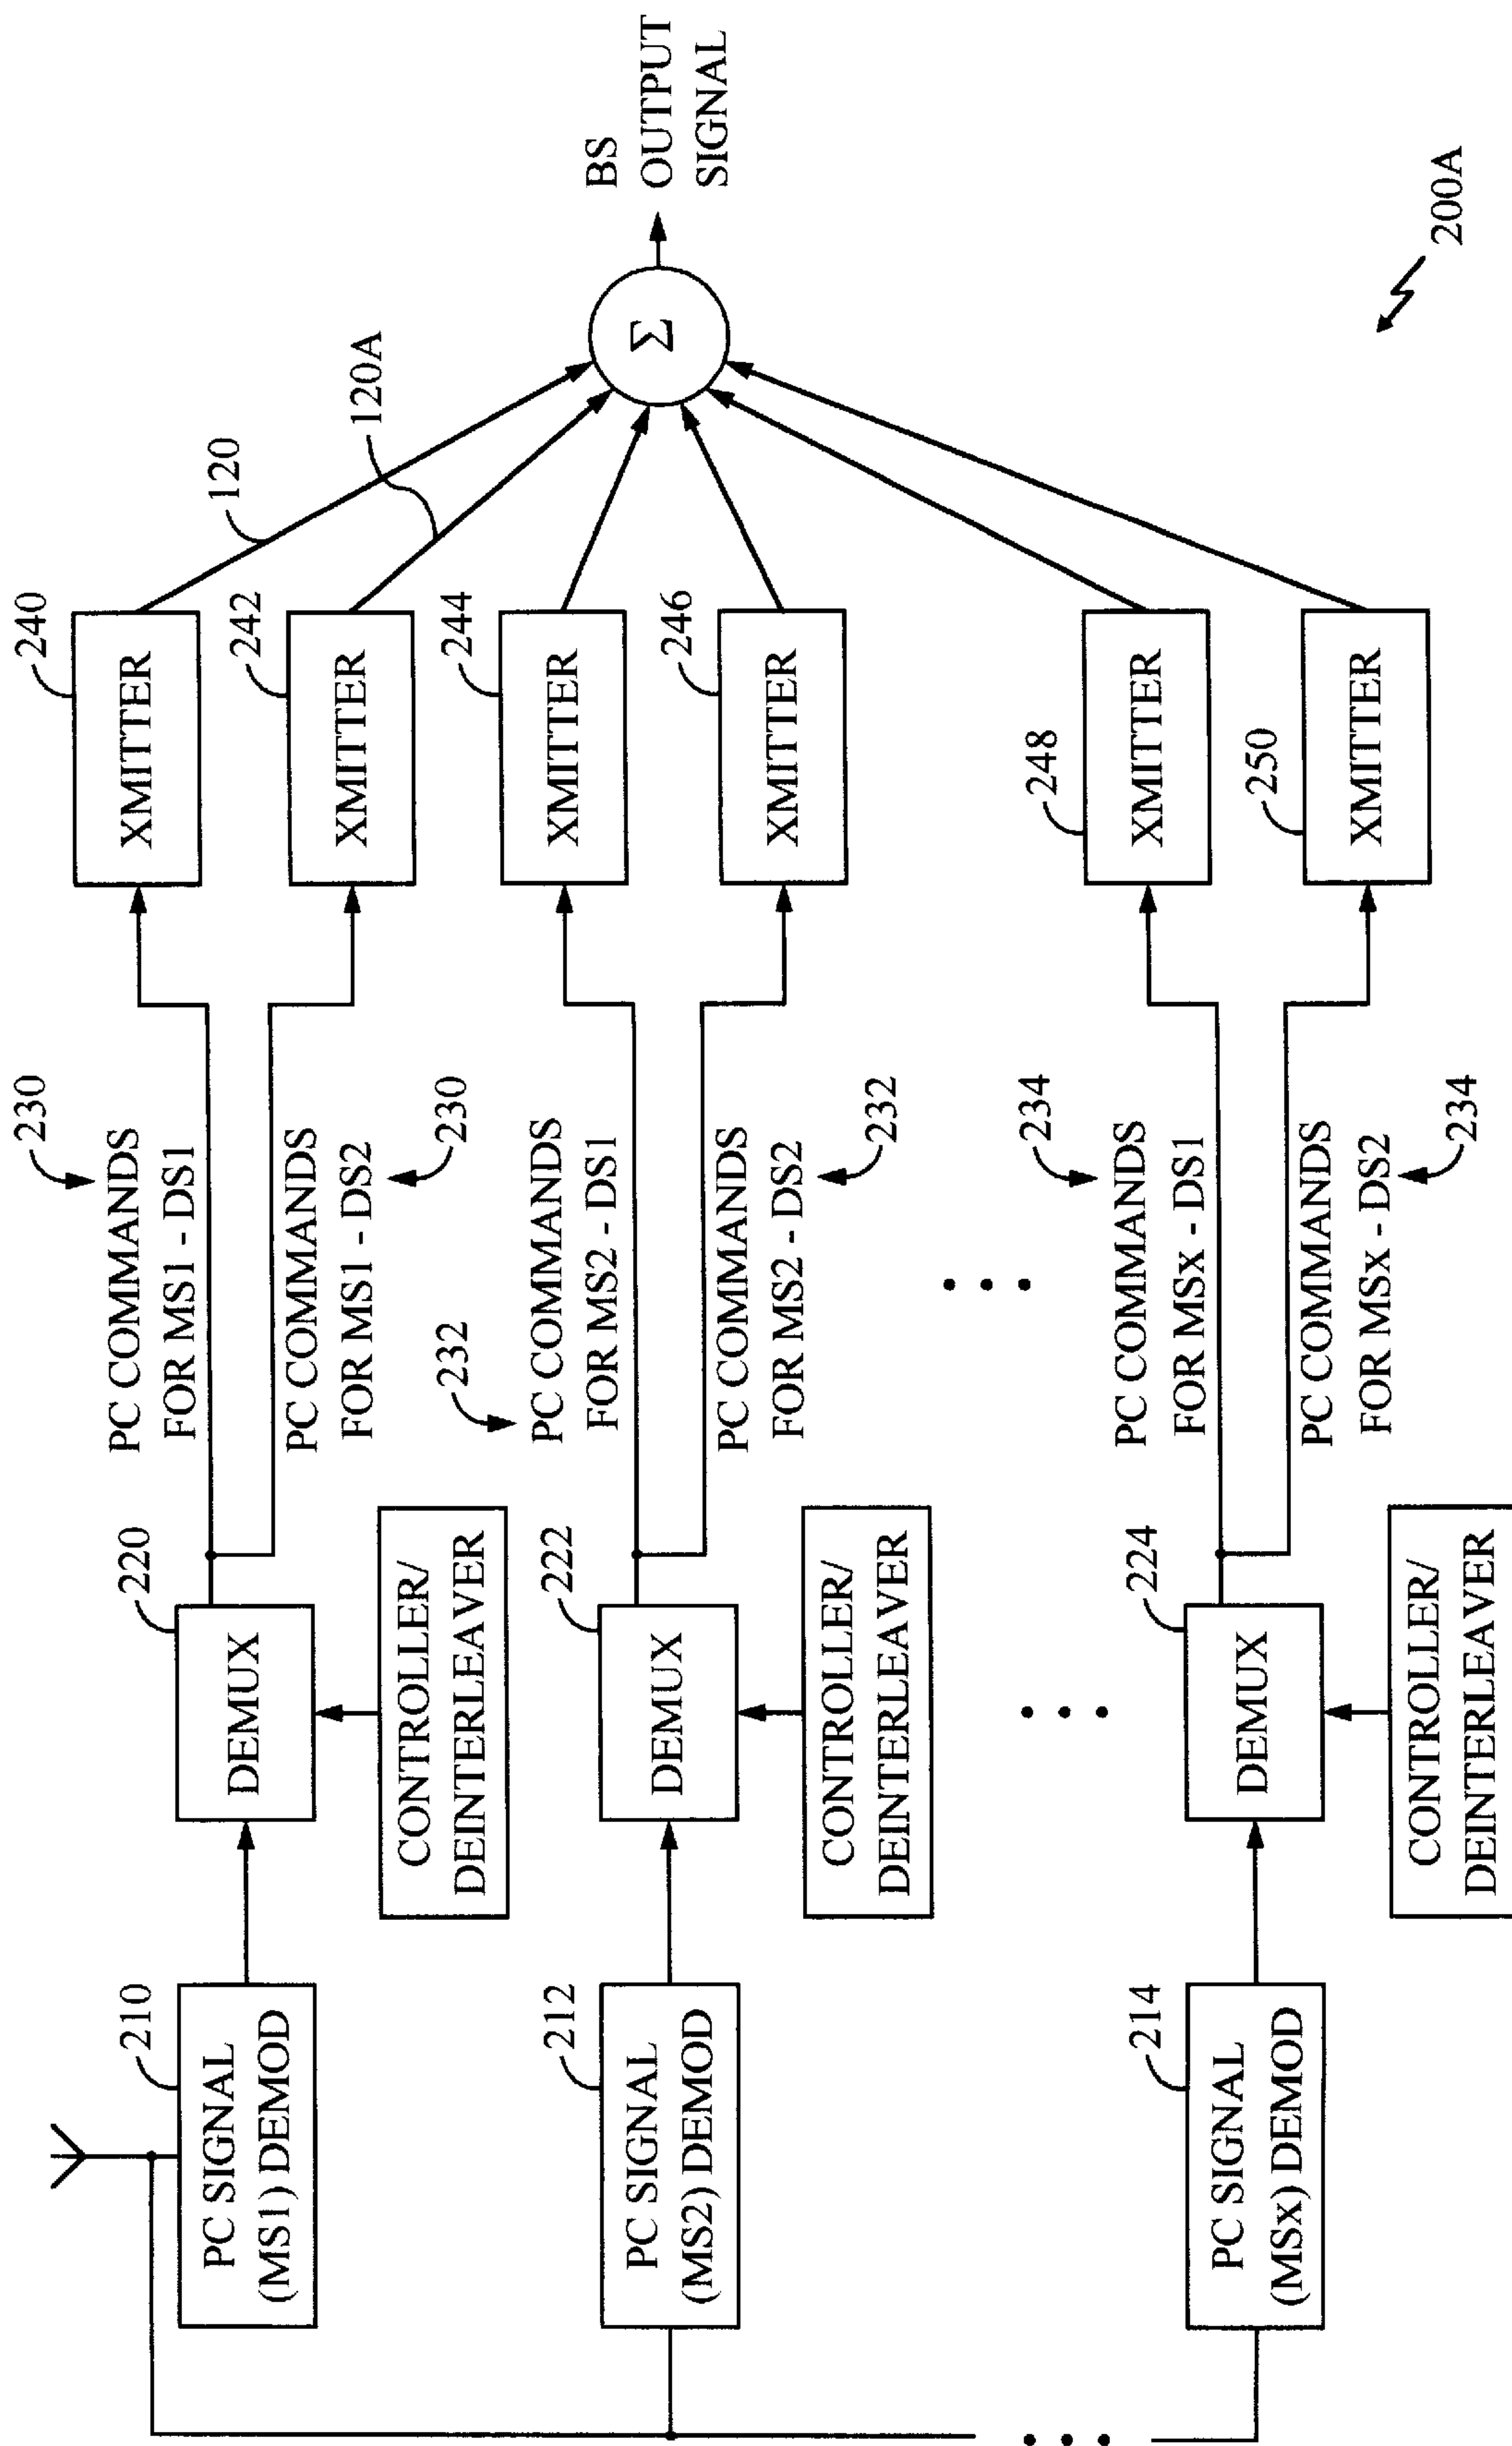 210
PC SIGNAL
(MS1) DEMOD
220
DEMUX
CONTROLLER/
DEINTERLEAVER
230
PC COMMANDS
FOR MS1 - DS1
PC COMMANDS
FOR MS1 - DS2
230
240
XMITTER
242
XMITTER
120
120A
212
PC SIGNAL
(MS2) DEMOD
222
DEMUX
CONTROLLER/
DEINTERLEAVER
232
PC COMMANDS
FOR MS2 - DS1
PC COMMANDS
FOR MS2 - DS2
232
244
XMITTER
246
XMITTER
Σ
BS
OUTPUT
SIGNAL
214
PC SIGNAL
(MSx) DEMOD
224
DEMUX
CONTROLLER/
DEINTERLEAVER
234
PC COMMANDS
FOR MSx - DS1
PC COMMANDS
FOR MSx - DS2
234
248
XMITTER
250
XMITTER
200A